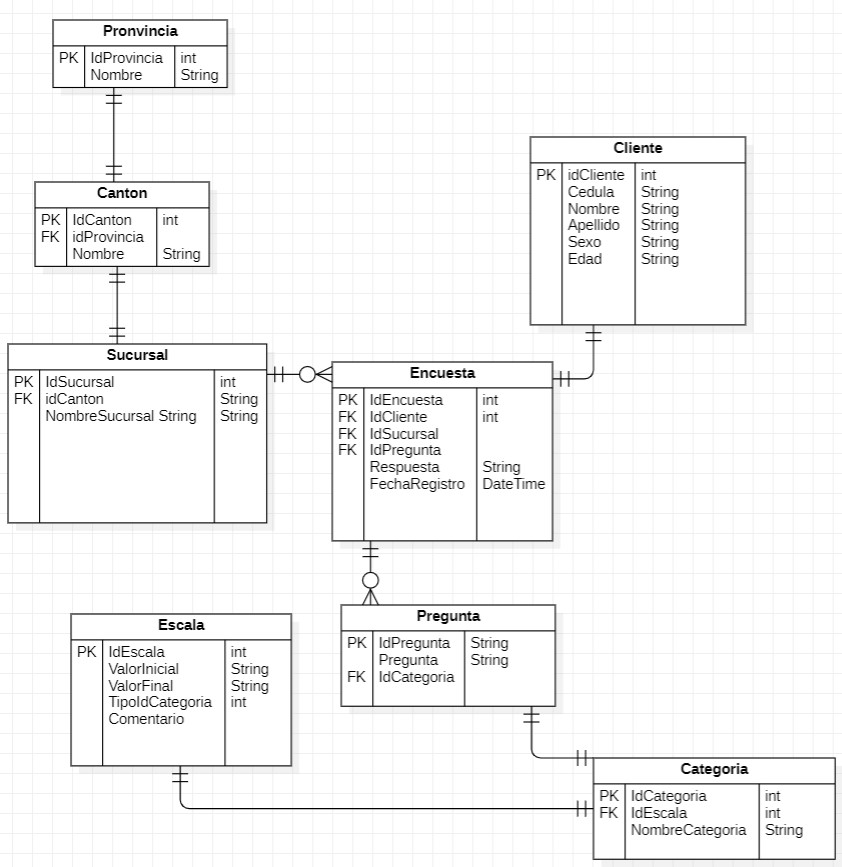 Pronvincia
PK IdProvincia int
Nombre String
Canton
PK IdCanton int
FK idProvincia
Nombre String
Cliente
PK idCliente int
Cedula String
Nombre String
Apellido String
Sexo String
Edad String
Sucursal
PK IdSucursal int
FK idCanton String
NombreSucursal String String
Encuesta
PK IdEncuesta int
FK IdCliente int
FK IdSucursal
FK IdPregunta
Respuesta String
FechaRegistro DateTime
Escala
PK IdEscala int
ValorInicial String
ValorFinal String
TipoIdCategoria int
Comentario
Pregunta
PK IdPregunta String
Pregunta String
FK IdCategoria
Categoria
PK IdCategoria int
FK IdEscala int
NombreCategoria String